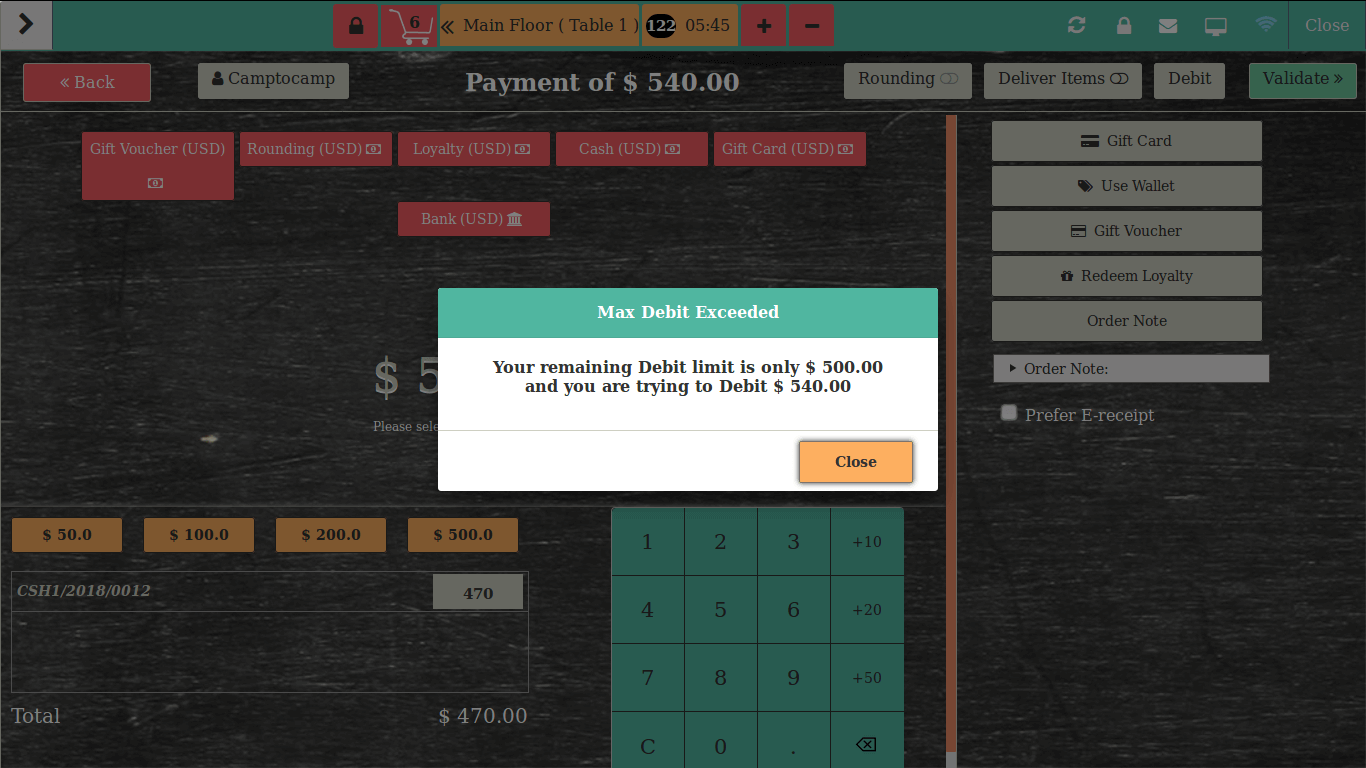 6
Main Floor ( Table 1 )
122
05:45
Close
Back
Camptocamp
Payment of $ 540.00
Rounding
Deliver Items
Debit
Validate
Gift Voucher (USD)
Rounding (USD)
Loyalty (USD)
Cash (USD)
Gift Card (USD)
Bank (USD)
Gift Card
Use Wallet
Gift Voucher
Redeem Loyalty
Order Note
Order Note:
Prefer E-receipt
Max Debit Exceeded
Your remaining Debit limit is only $ 500.00
and you are trying to Debit $ 540.00
Close
$ 5
Please sele
$ 50.0
$ 100.0
$ 200.0
$ 500.0
CSH1/2018/0012
470
Total
$ 470.00
1 2 3 +10
4 5 6 +20
7 8 9 +50
C 0 .